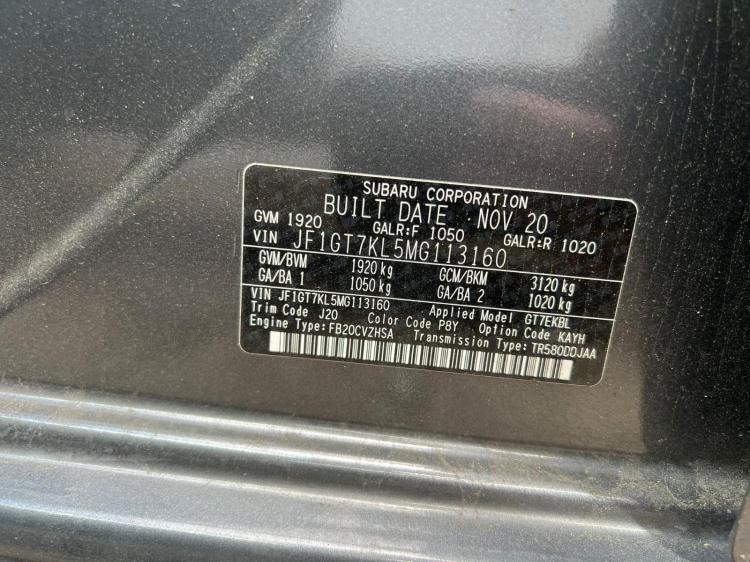 SUBARU CORPORATION
BUILT DATE NOV 20
GVM 1920 GALR:F 1050 GALR:R 1020
VIN JF1GT7KL5MG113160
GVM/BVM 1920 kg GCM/BKM 3120 kg
GA/BA 1 1050 kg GA/BA 2 1020 kg
VIN JF1GT7KL5MG113160 Applied Model GT7EKBL
Trim Code J20 Color Code P8Y Option Code KAYH
Engine Type:FB20CVZHSA Transmission Type:TR580DDJAA